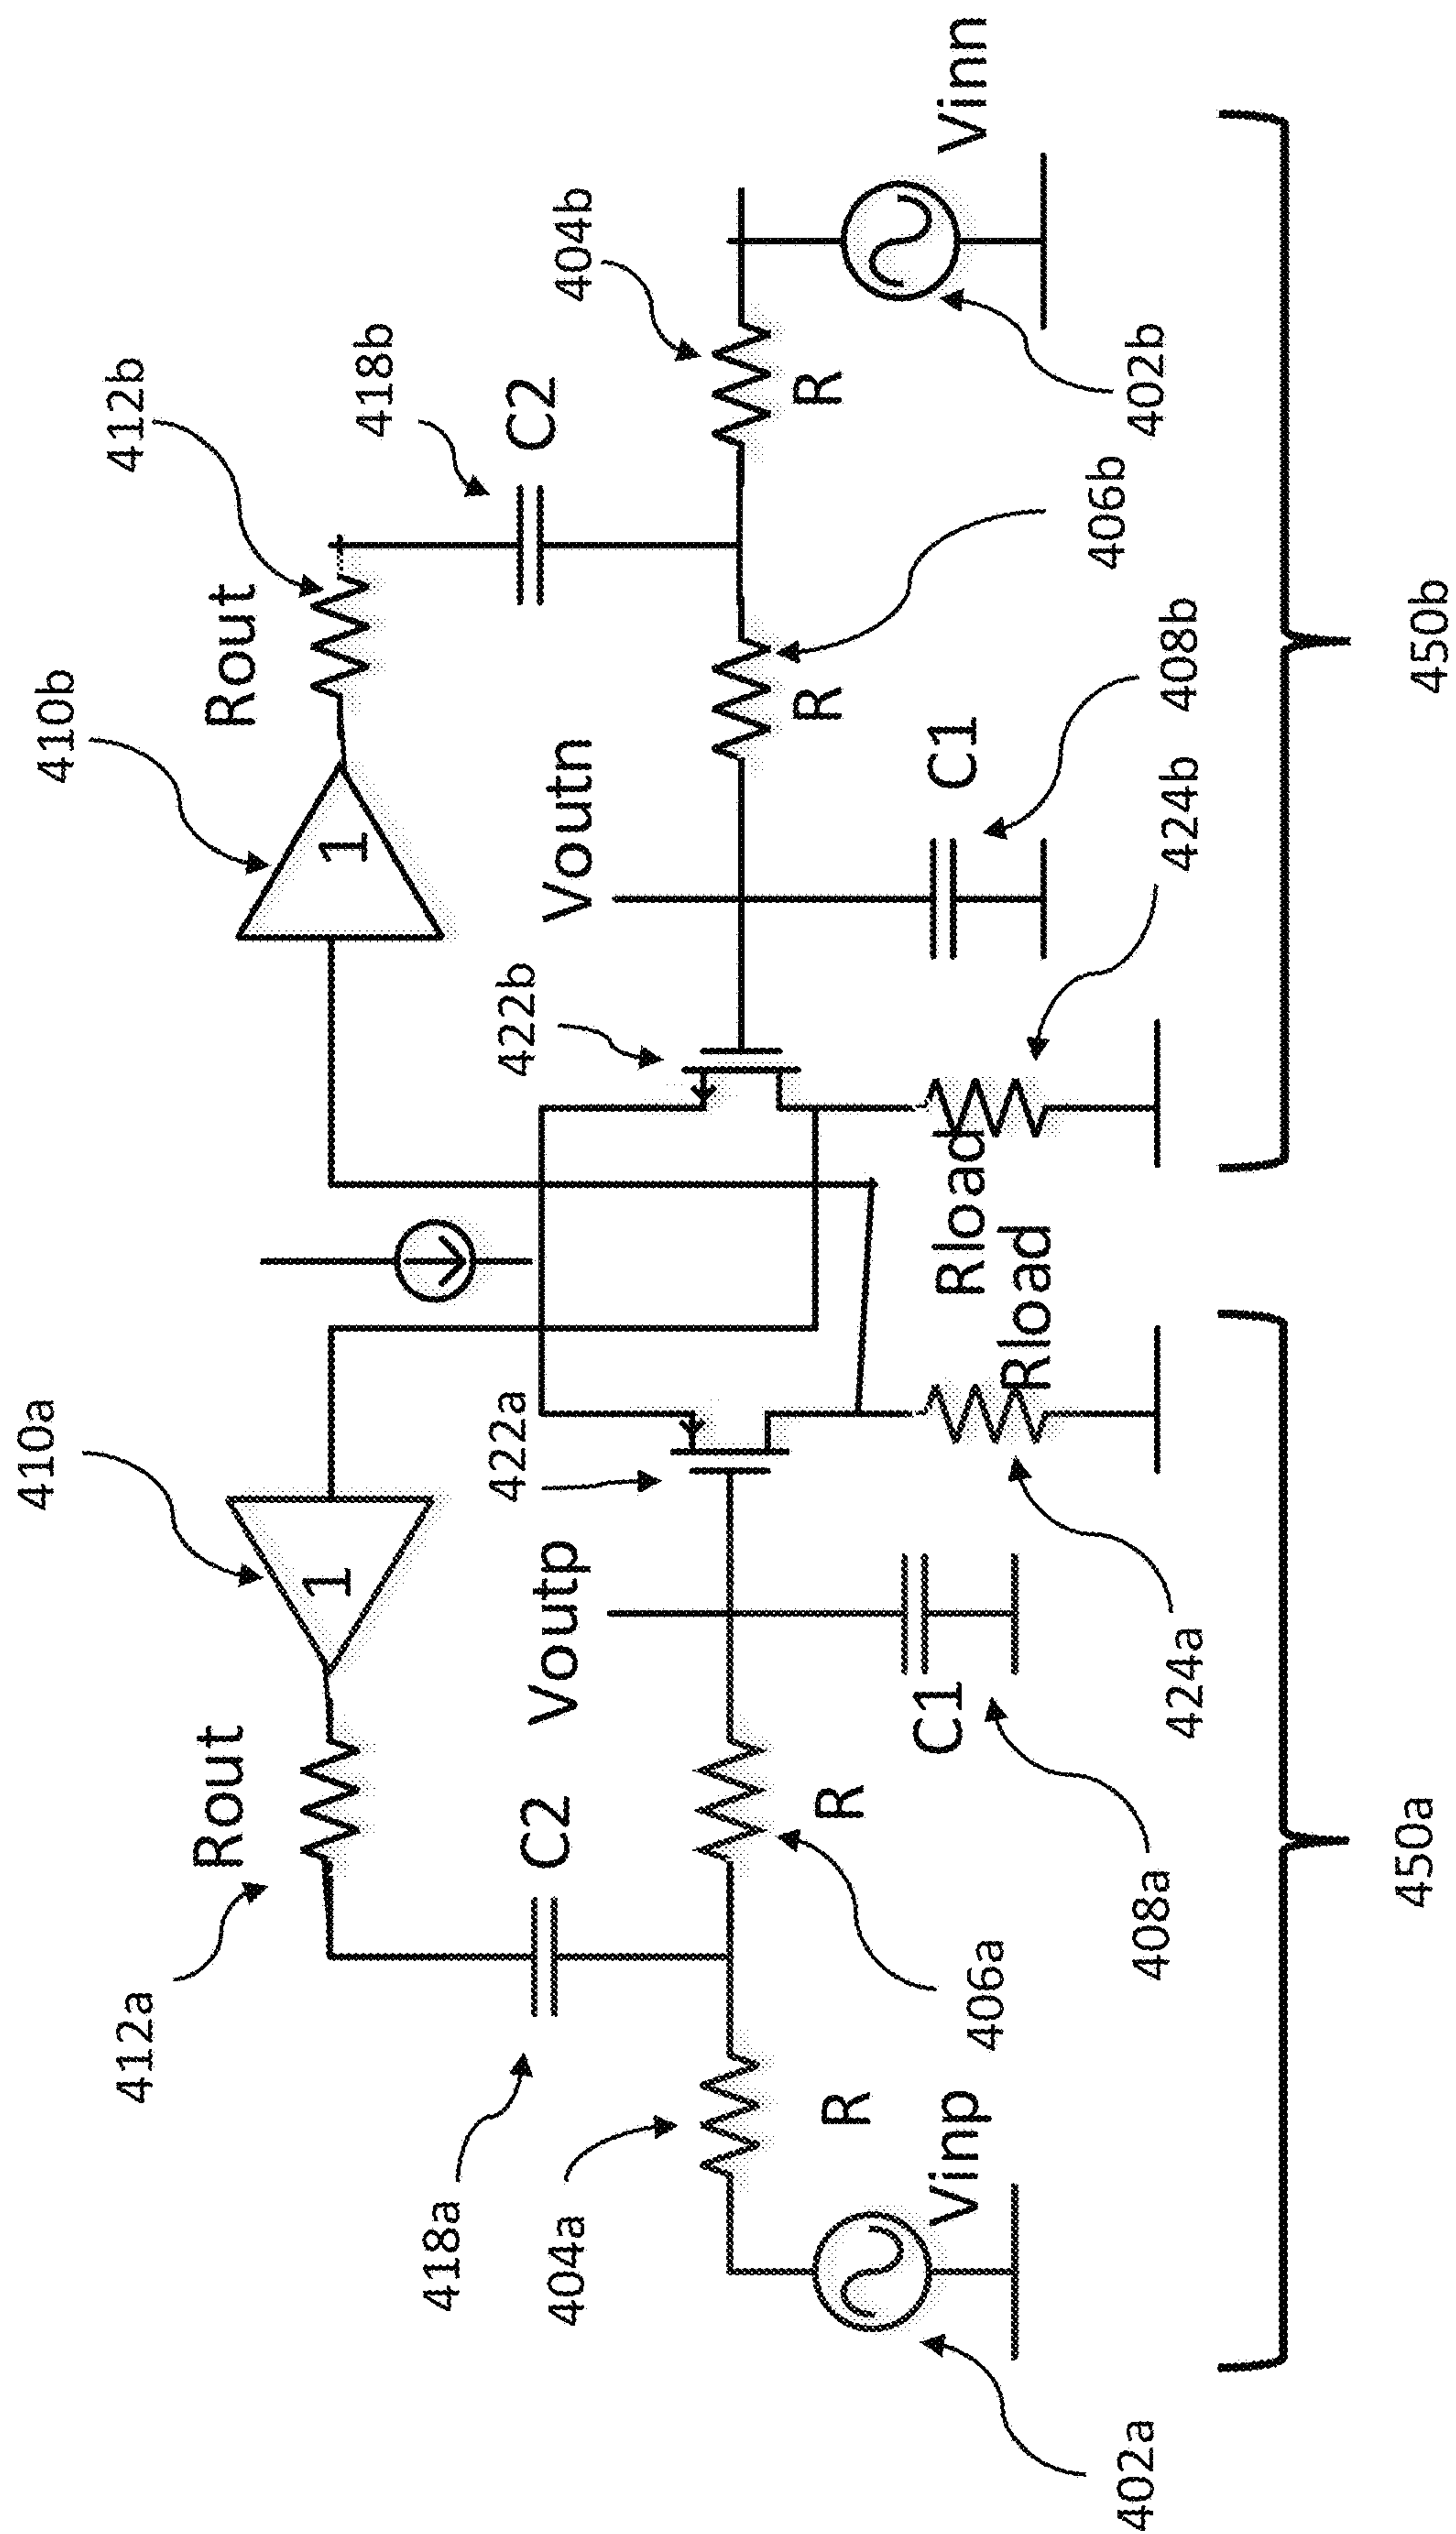 410a
410b
412b
Rout
Rout
412a
418b
C2
C2
418a
404b
404a
422b
422a
Voutn
Voutp
R
R
R
R
Vinn
Vinp
402b
402a
406b
406a
C1
C1
408b
408a
424b
424a
Rload
Rload
1
1
450a
450b